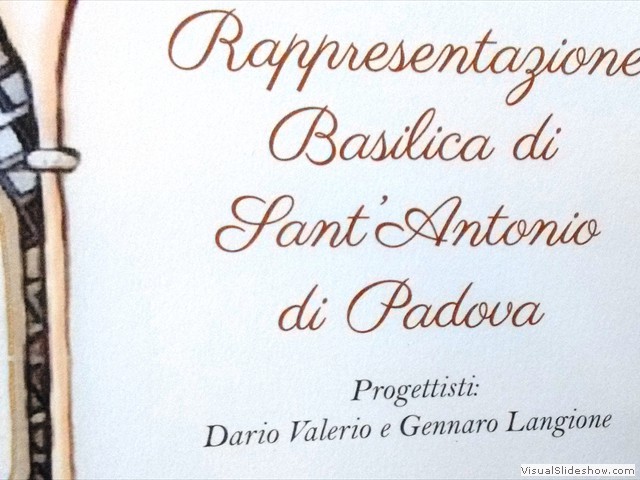 Rappresentazione
Basilica di
Sant'Antonio
di Padova
Progettisti:
Dario Valerio e Gennaro Langione
VisualSlideshow.com